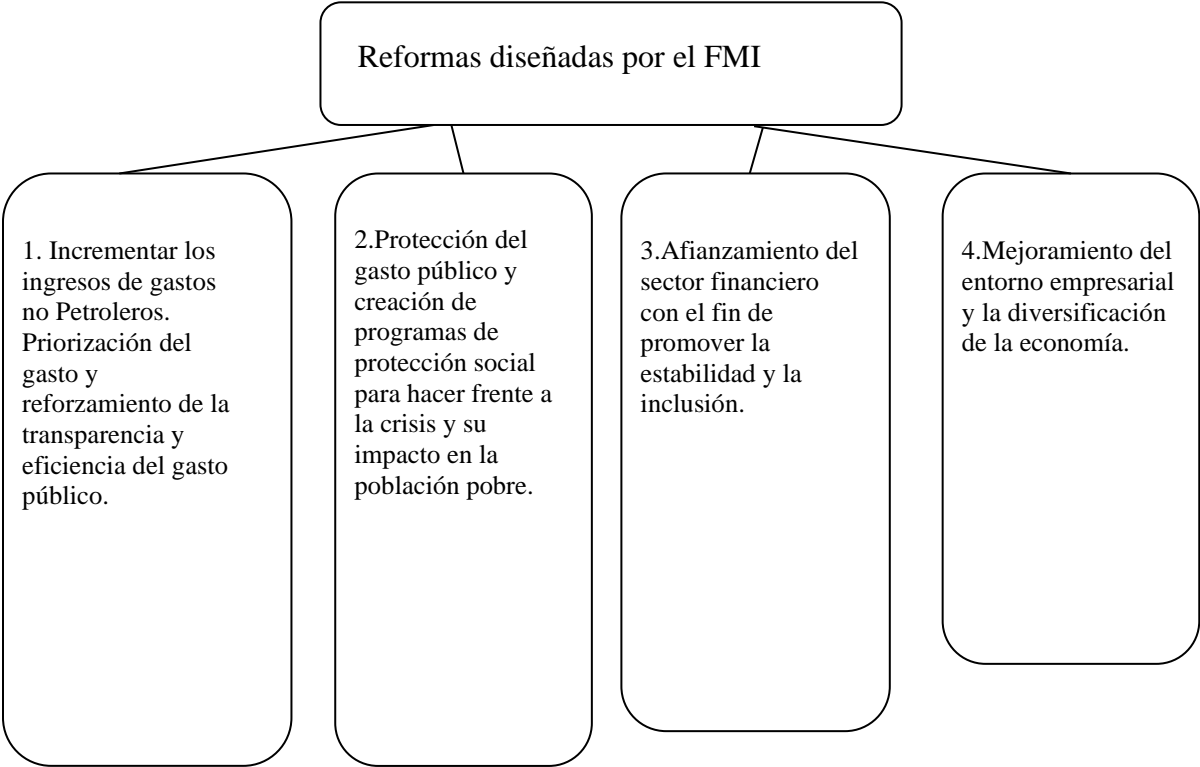 Reformas diseñadas por el FMI
1. Incrementar los
ingresos de gastos
no Petroleros.
Priorización del
gasto y
reforzamiento de la
transparencia y
eficiencia del gasto
público.
2.Protección del
gasto público y
creación de
programas de
protección social
para hacer frente a
la crisis y su
impacto en la
población pobre.
3.Afianzamiento del
sector financiero
con el fin de
promover la
estabilidad y la
inclusión.
4.Mejoramiento del
entorno empresarial
y la diversificación
de la economía.